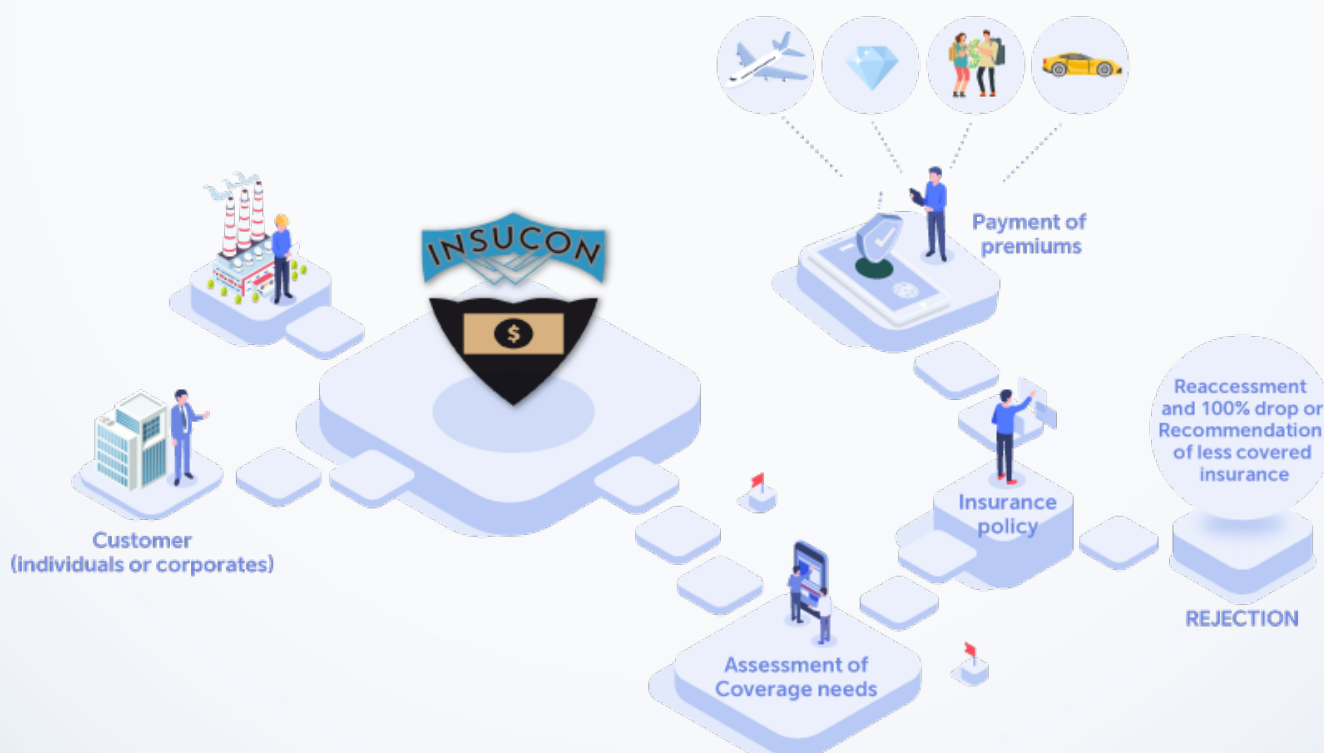 INSUCON
$
Payment of
premiums
Reaccessment
and 100% drop or
Recommendation
of less covered
insurance
Insurance
policy
Customer
(individuals or corporates)
REJECTION
Assessment of
Coverage needs